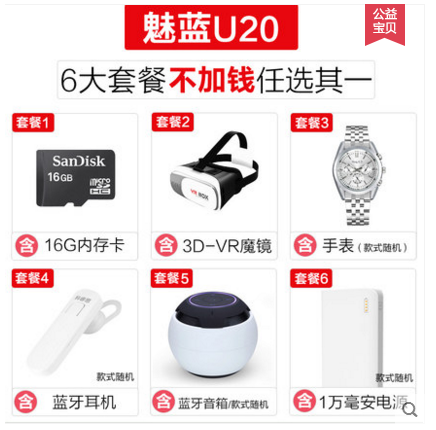 魅蓝U20
公益
宝贝
6大套餐 不加钱任选其一
套餐1
套餐2
套餐3
SanDisk
16GB
micro
HC
VR BOX
含 16G内存卡
含 3D-VR魔镜
含 手表(款式随机)
套餐4
套餐5
套餐6
款式随机
款式随机
含 蓝牙耳机
含 蓝牙音箱/款式随机
含 1万毫安电源